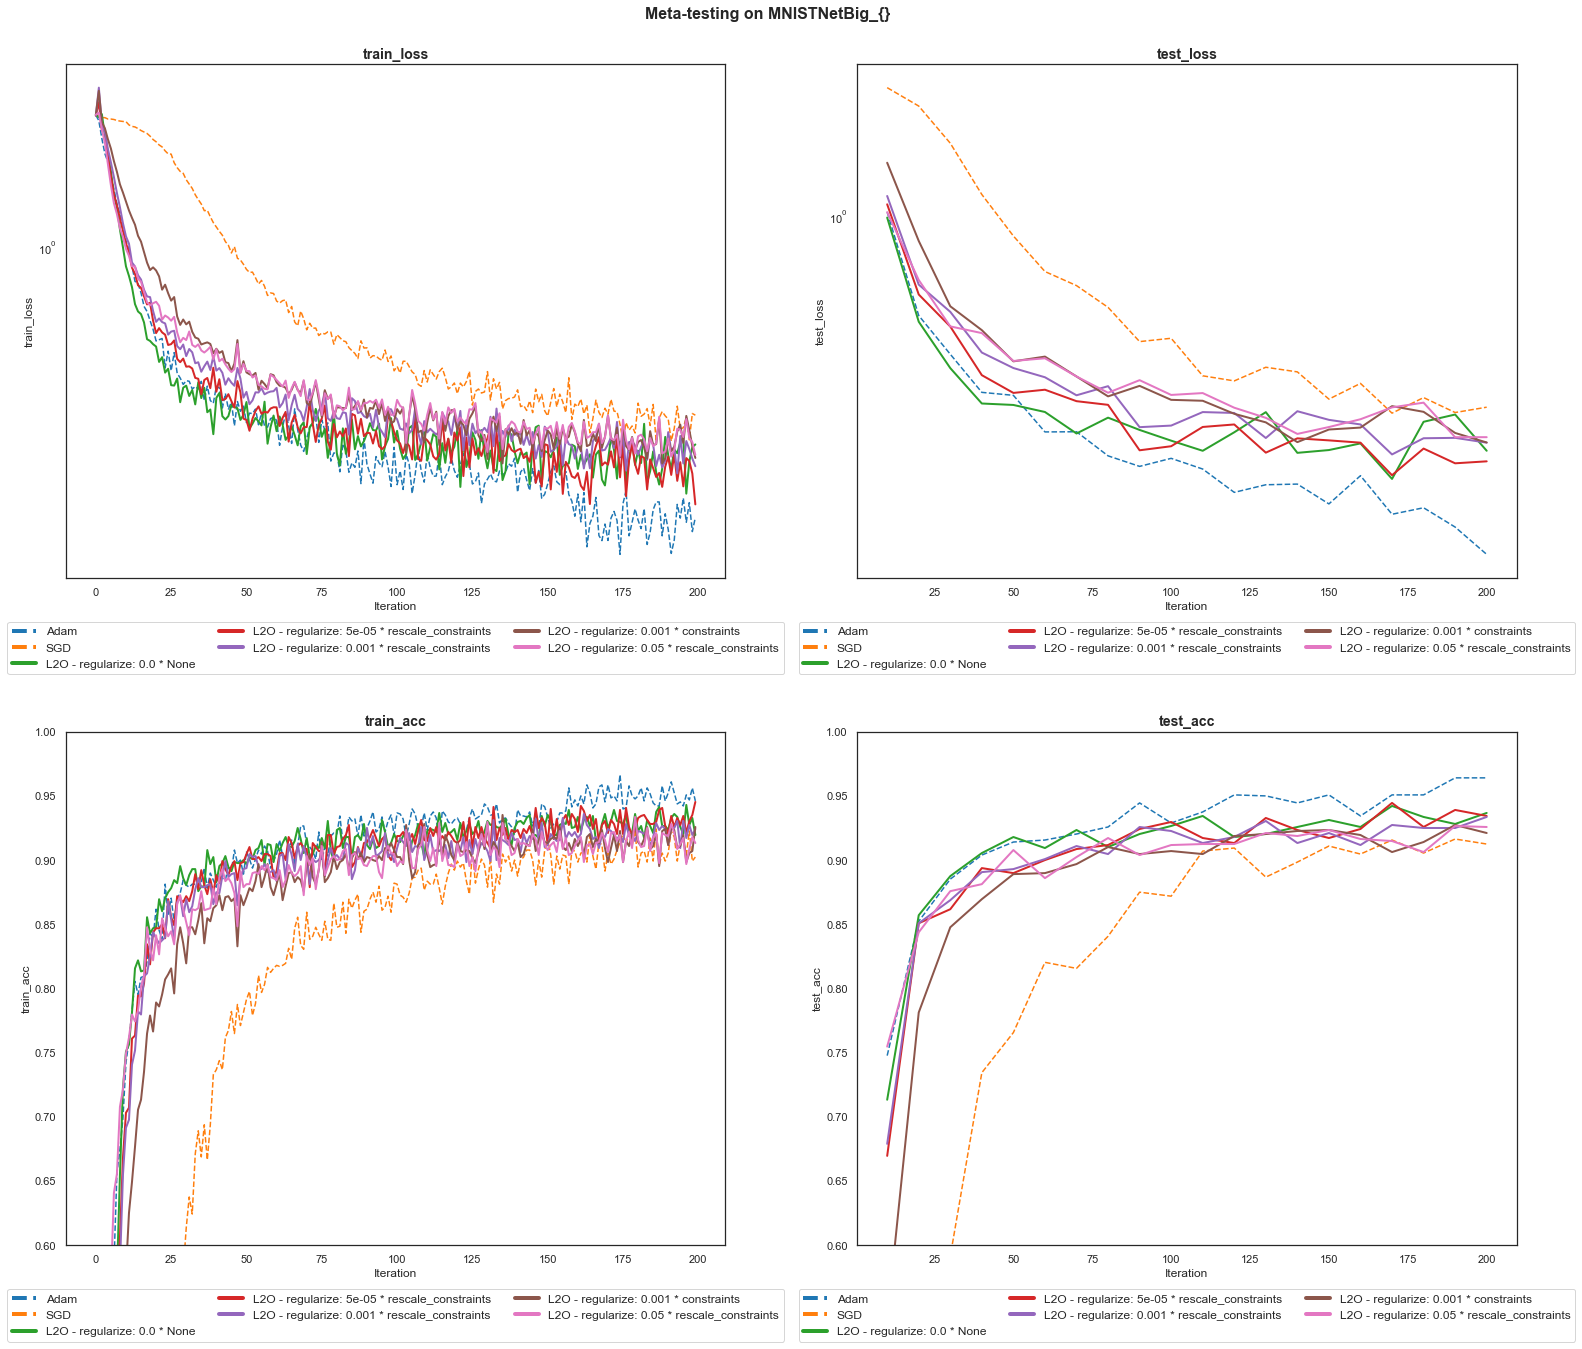 Meta-testing on MNISTNetBig_{}
train_loss
test_loss
10^0
train_loss
0 25 50 75 100 125 150 175 200
Iteration
10^0
test_loss
25 50 75 100 125 150 175 200
Iteration
Adam
SGD
L2O - regularize: 0.0 * None
L2O - regularize: 5e-05 * rescale_constraints
L2O - regularize: 0.001 * rescale_constraints
L2O - regularize: 0.001 * constraints
L2O - regularize: 0.05 * rescale_constraints
Adam
SGD
L2O - regularize: 0.0 * None
L2O - regularize: 5e-05 * rescale_constraints
L2O - regularize: 0.001 * rescale_constraints
L2O - regularize: 0.001 * constraints
L2O - regularize: 0.05 * rescale_constraints
train_acc
1.00
0.95
0.90
0.85
0.80
0.75
0.70
0.65
0.60
train_acc
0 25 50 75 100 125 150 175 200
Iteration
test_acc
1.00
0.95
0.90
0.85
0.80
0.75
0.70
0.65
0.60
test_acc
25 50 75 100 125 150 175 200
Iteration
Adam
SGD
L2O - regularize: 0.0 * None
L2O - regularize: 5e-05 * rescale_constraints
L2O - regularize: 0.001 * rescale_constraints
L2O - regularize: 0.001 * constraints
L2O - regularize: 0.05 * rescale_constraints
Adam
SGD
L2O - regularize: 0.0 * None
L2O - regularize: 5e-05 * rescale_constraints
L2O - regularize: 0.001 * rescale_constraints
L2O - regularize: 0.001 * constraints
L2O - regularize: 0.05 * rescale_constraints